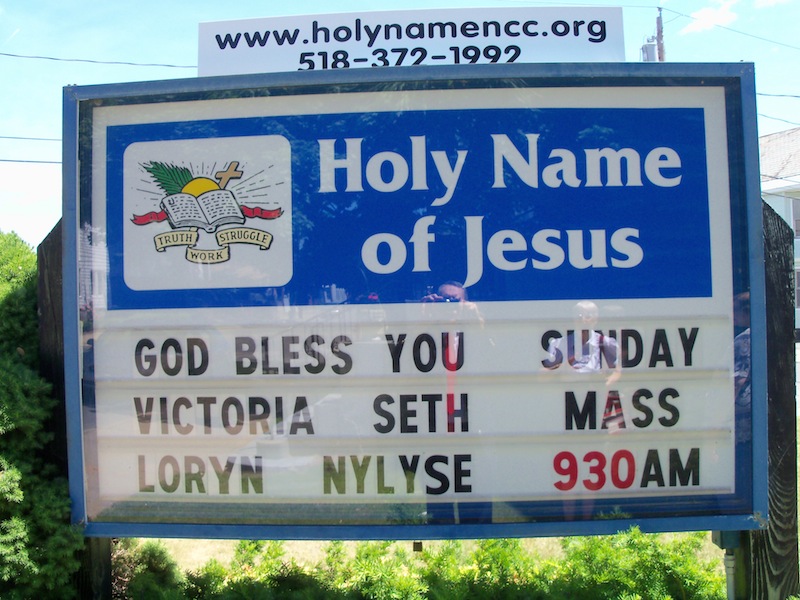 www.holynamencc.org
518-372-1992
Holy Name
of Jesus
TRUTH WORK STRUGGLE
GOD BLESS YOU SUNDAY
VICTORIA SETH MASS
LORYN NYLYSE 930AM